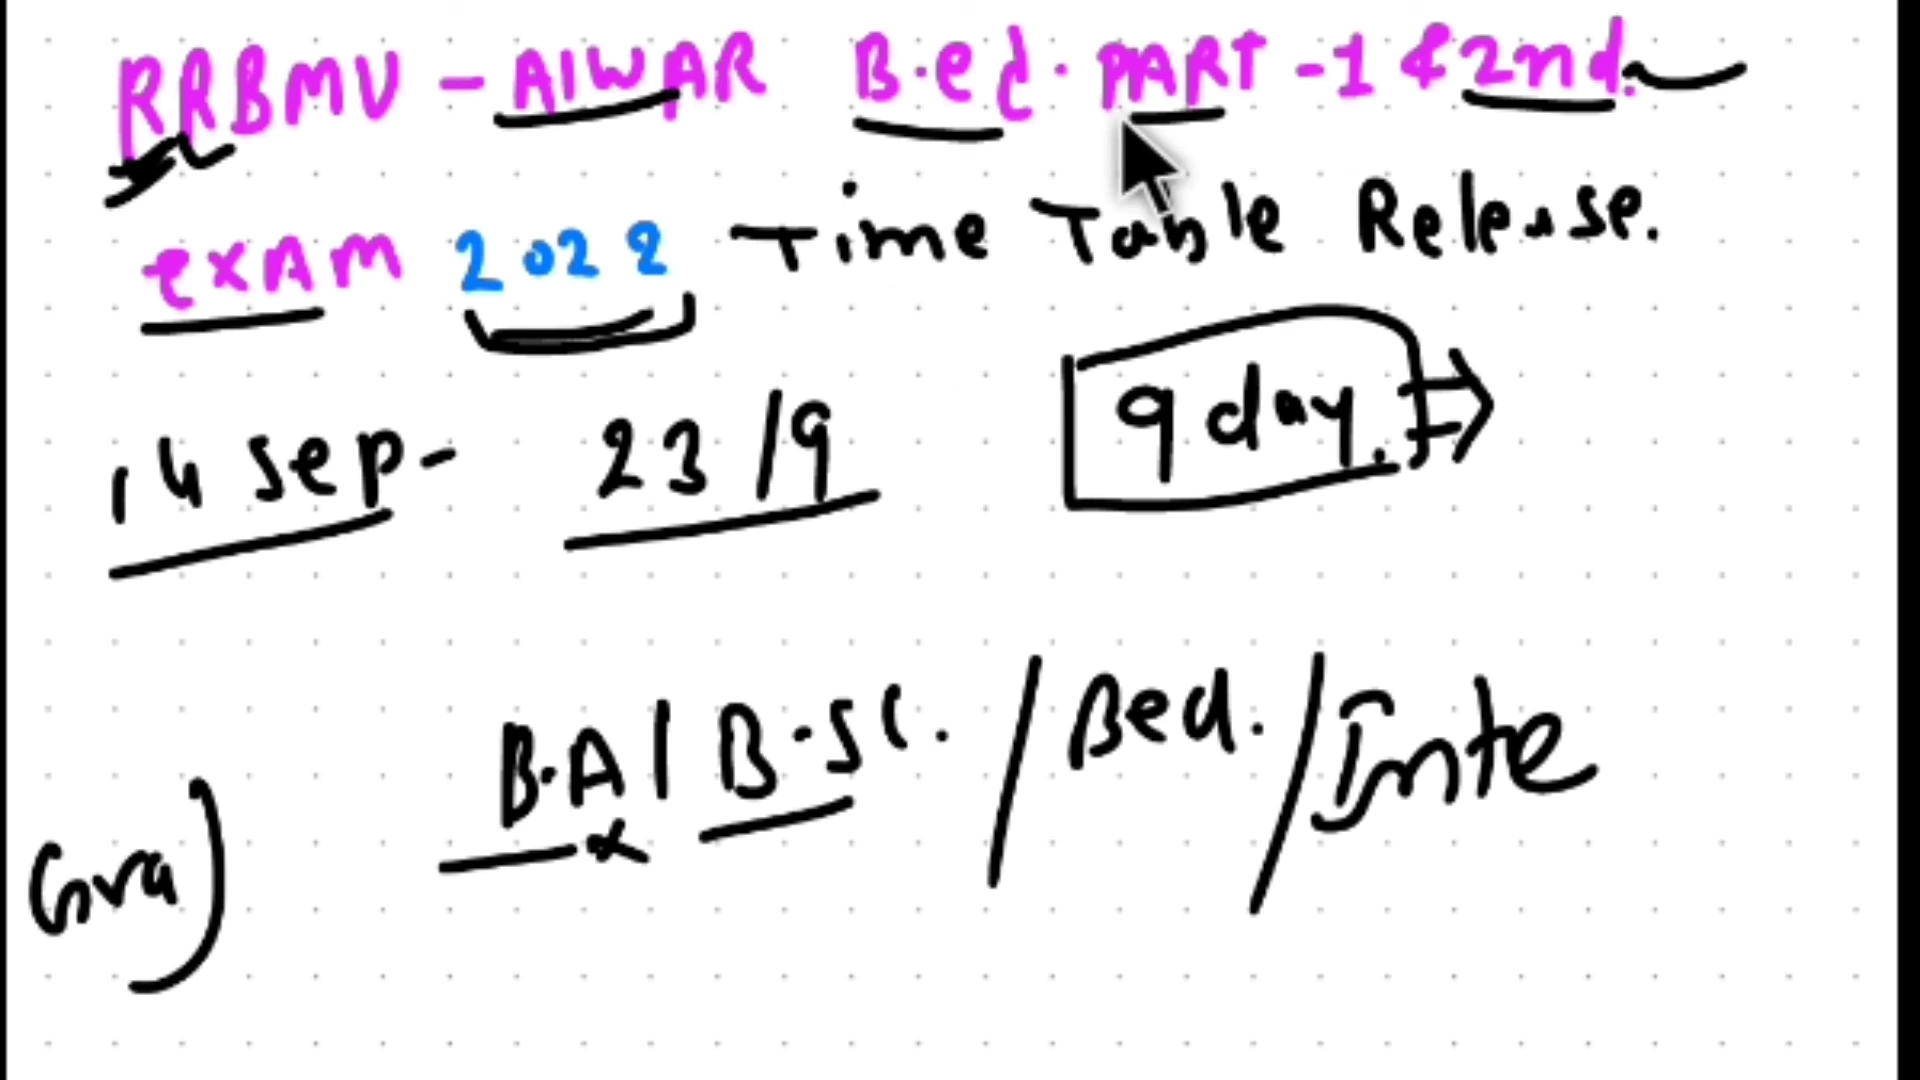 RRBMU - AlWAR B.ed. PART -1 & 2nd.
exAM 2022 Time Table Release.
14 Sep - 23/9 9 day.
B.A | B.Sc. / Bed. / Inte
Gra)